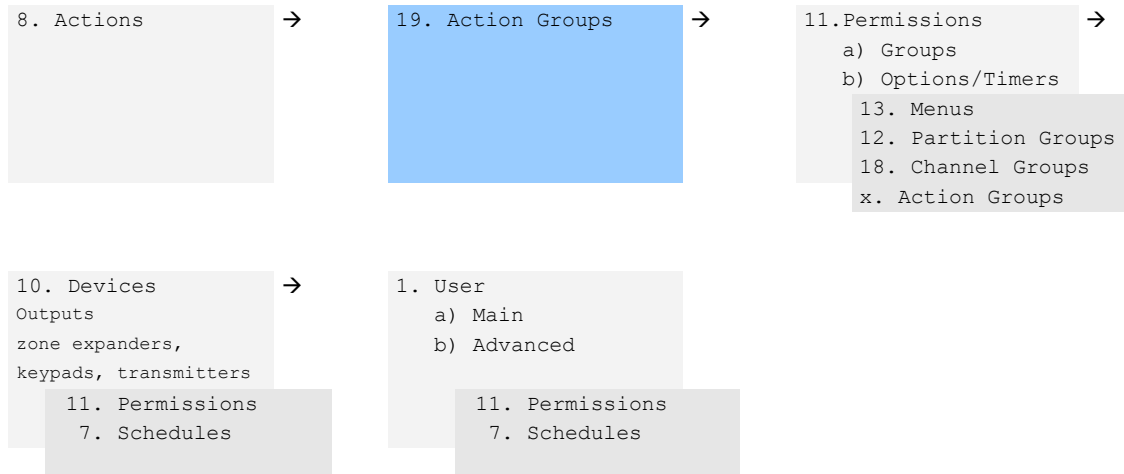 8. Actions → 19. Action Groups → 11.Permissions →
a) Groups
b) Options/Timers
13. Menus
12. Partition Groups
18. Channel Groups
x. Action Groups
10. Devices → 1. User
Outputs a) Main
zone expanders, b) Advanced
keypads, transmitters
11. Permissions 11. Permissions
7. Schedules 7. Schedules